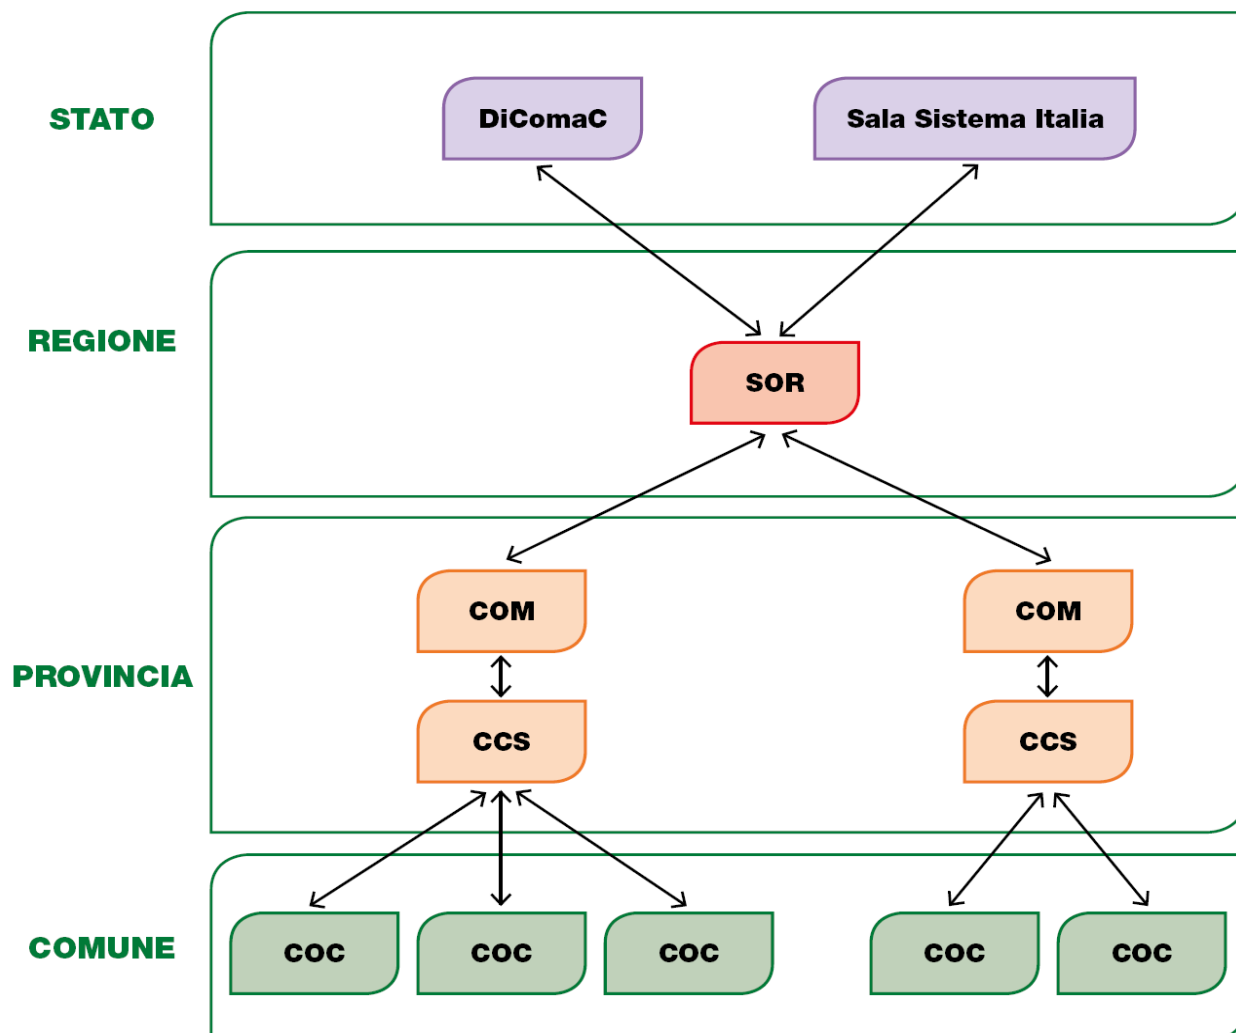 STATO
DiComaC
Sala Sistema Italia
REGIONE
SOR
PROVINCIA
COM
COM
CCS
CCS
COMUNE
COC
COC
COC
COC
COC